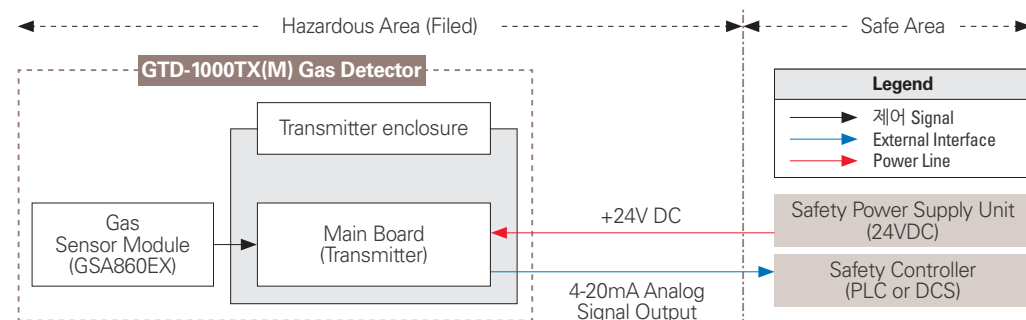 Hazardous Area (Filed)
Safe Area
GTD-1000TX(M) Gas Detector
Transmitter enclosure
Legend
제어 Signal
External Interface
Power Line
Gas
Sensor Module
(GSA860EX)
Main Board
(Transmitter)
+24V DC
Safety Power Supply Unit
(24VDC)
4-20mA Analog
Signal Output
Safety Controller
(PLC or DCS)